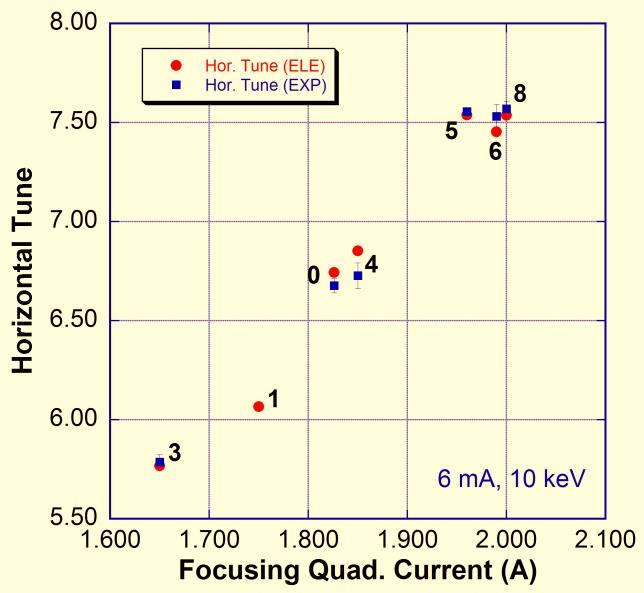 8.00
Hor. Tune (ELE)
Hor. Tune (EXP)
8
7.50
5
6
7.00
Horizontal Tune
4
0
6.50
1
6.00
3
6 mA, 10 keV
5.50
1.600 1.700 1.800 1.900 2.000 2.100
Focusing Quad. Current (A)